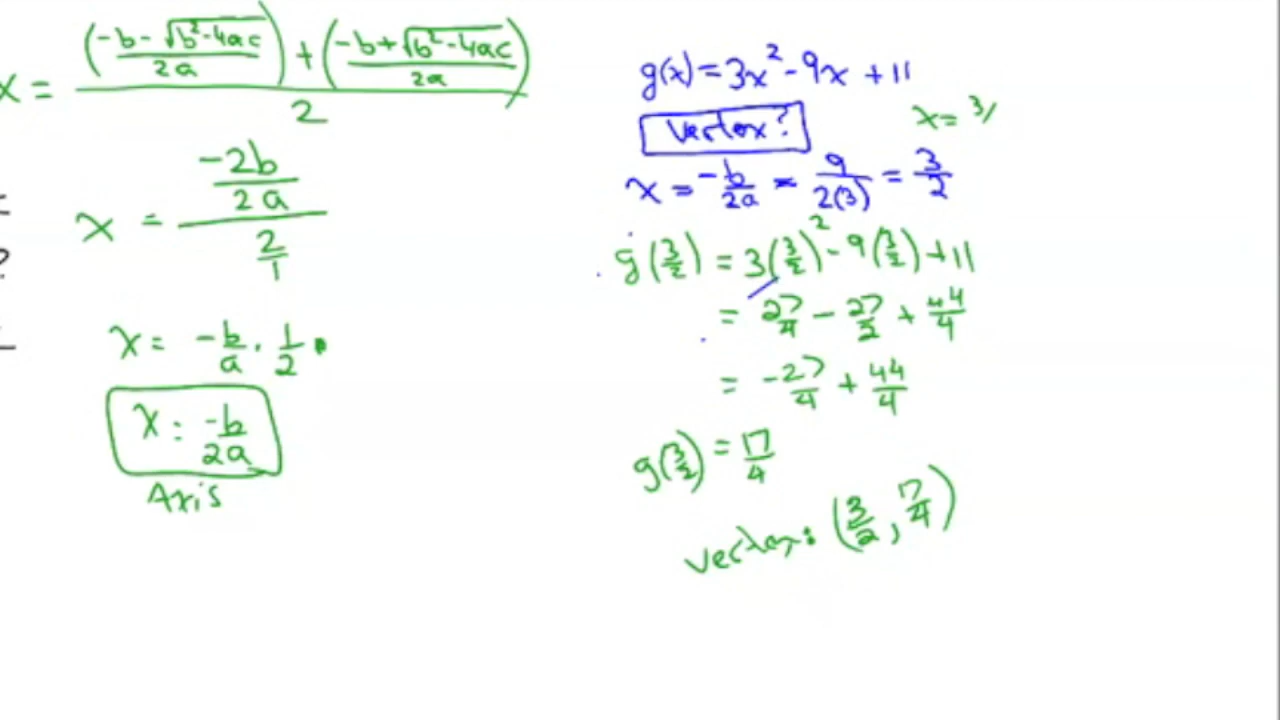 x = ((-b-√(b²-4ac))/2a) + ((-b+√(b²-4ac))/2a) / 2
x = (-2b/2a) / (2/1)
x = -b/a · 1/2
x: -b/2a
Axis
g(x) = 3x² - 9x + 11
Vertex?
x = 3/
x = -b/2a = 9/2(3) = 3/2
g(3/2) = 3(3/2)² - 9(3/2) + 11
= 27/4 - 27/2 + 44/4
= -27/4 + 44/4
g(3/2) = 17/4
vertex: (3/2, 17/4)